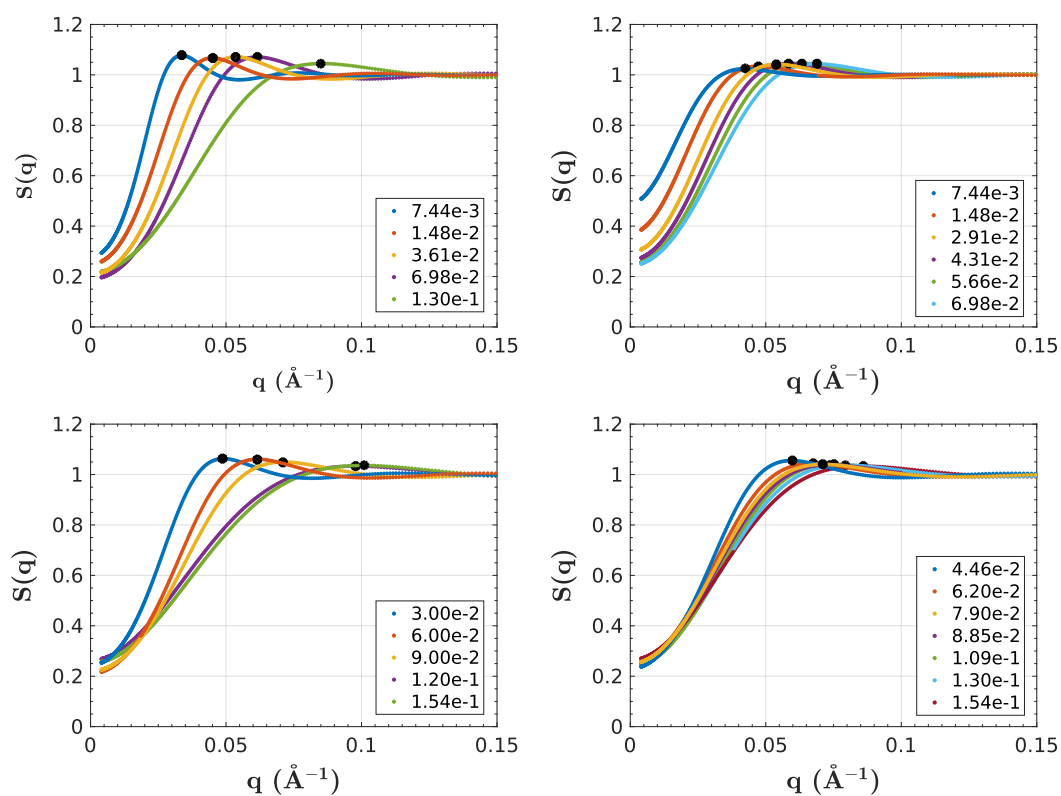 1.2
1
0.8
0.6
0.4
0.2
0
S(q)
0 0.05 0.1 0.15
q (Å⁻¹)
7.44e-3
1.48e-2
3.61e-2
6.98e-2
1.30e-1
1.2
1
0.8
0.6
0.4
0.2
0
S(q)
0 0.05 0.1 0.15
q (Å⁻¹)
7.44e-3
1.48e-2
2.91e-2
4.31e-2
5.66e-2
6.98e-2
1.2
1
0.8
0.6
0.4
0.2
0
S(q)
0 0.05 0.1 0.15
q (Å⁻¹)
3.00e-2
6.00e-2
9.00e-2
1.20e-1
1.54e-1
1.2
1
0.8
0.6
0.4
0.2
0
S(q)
0 0.05 0.1 0.15
q (Å⁻¹)
4.46e-2
6.20e-2
7.90e-2
8.85e-2
1.09e-1
1.30e-1
1.54e-1